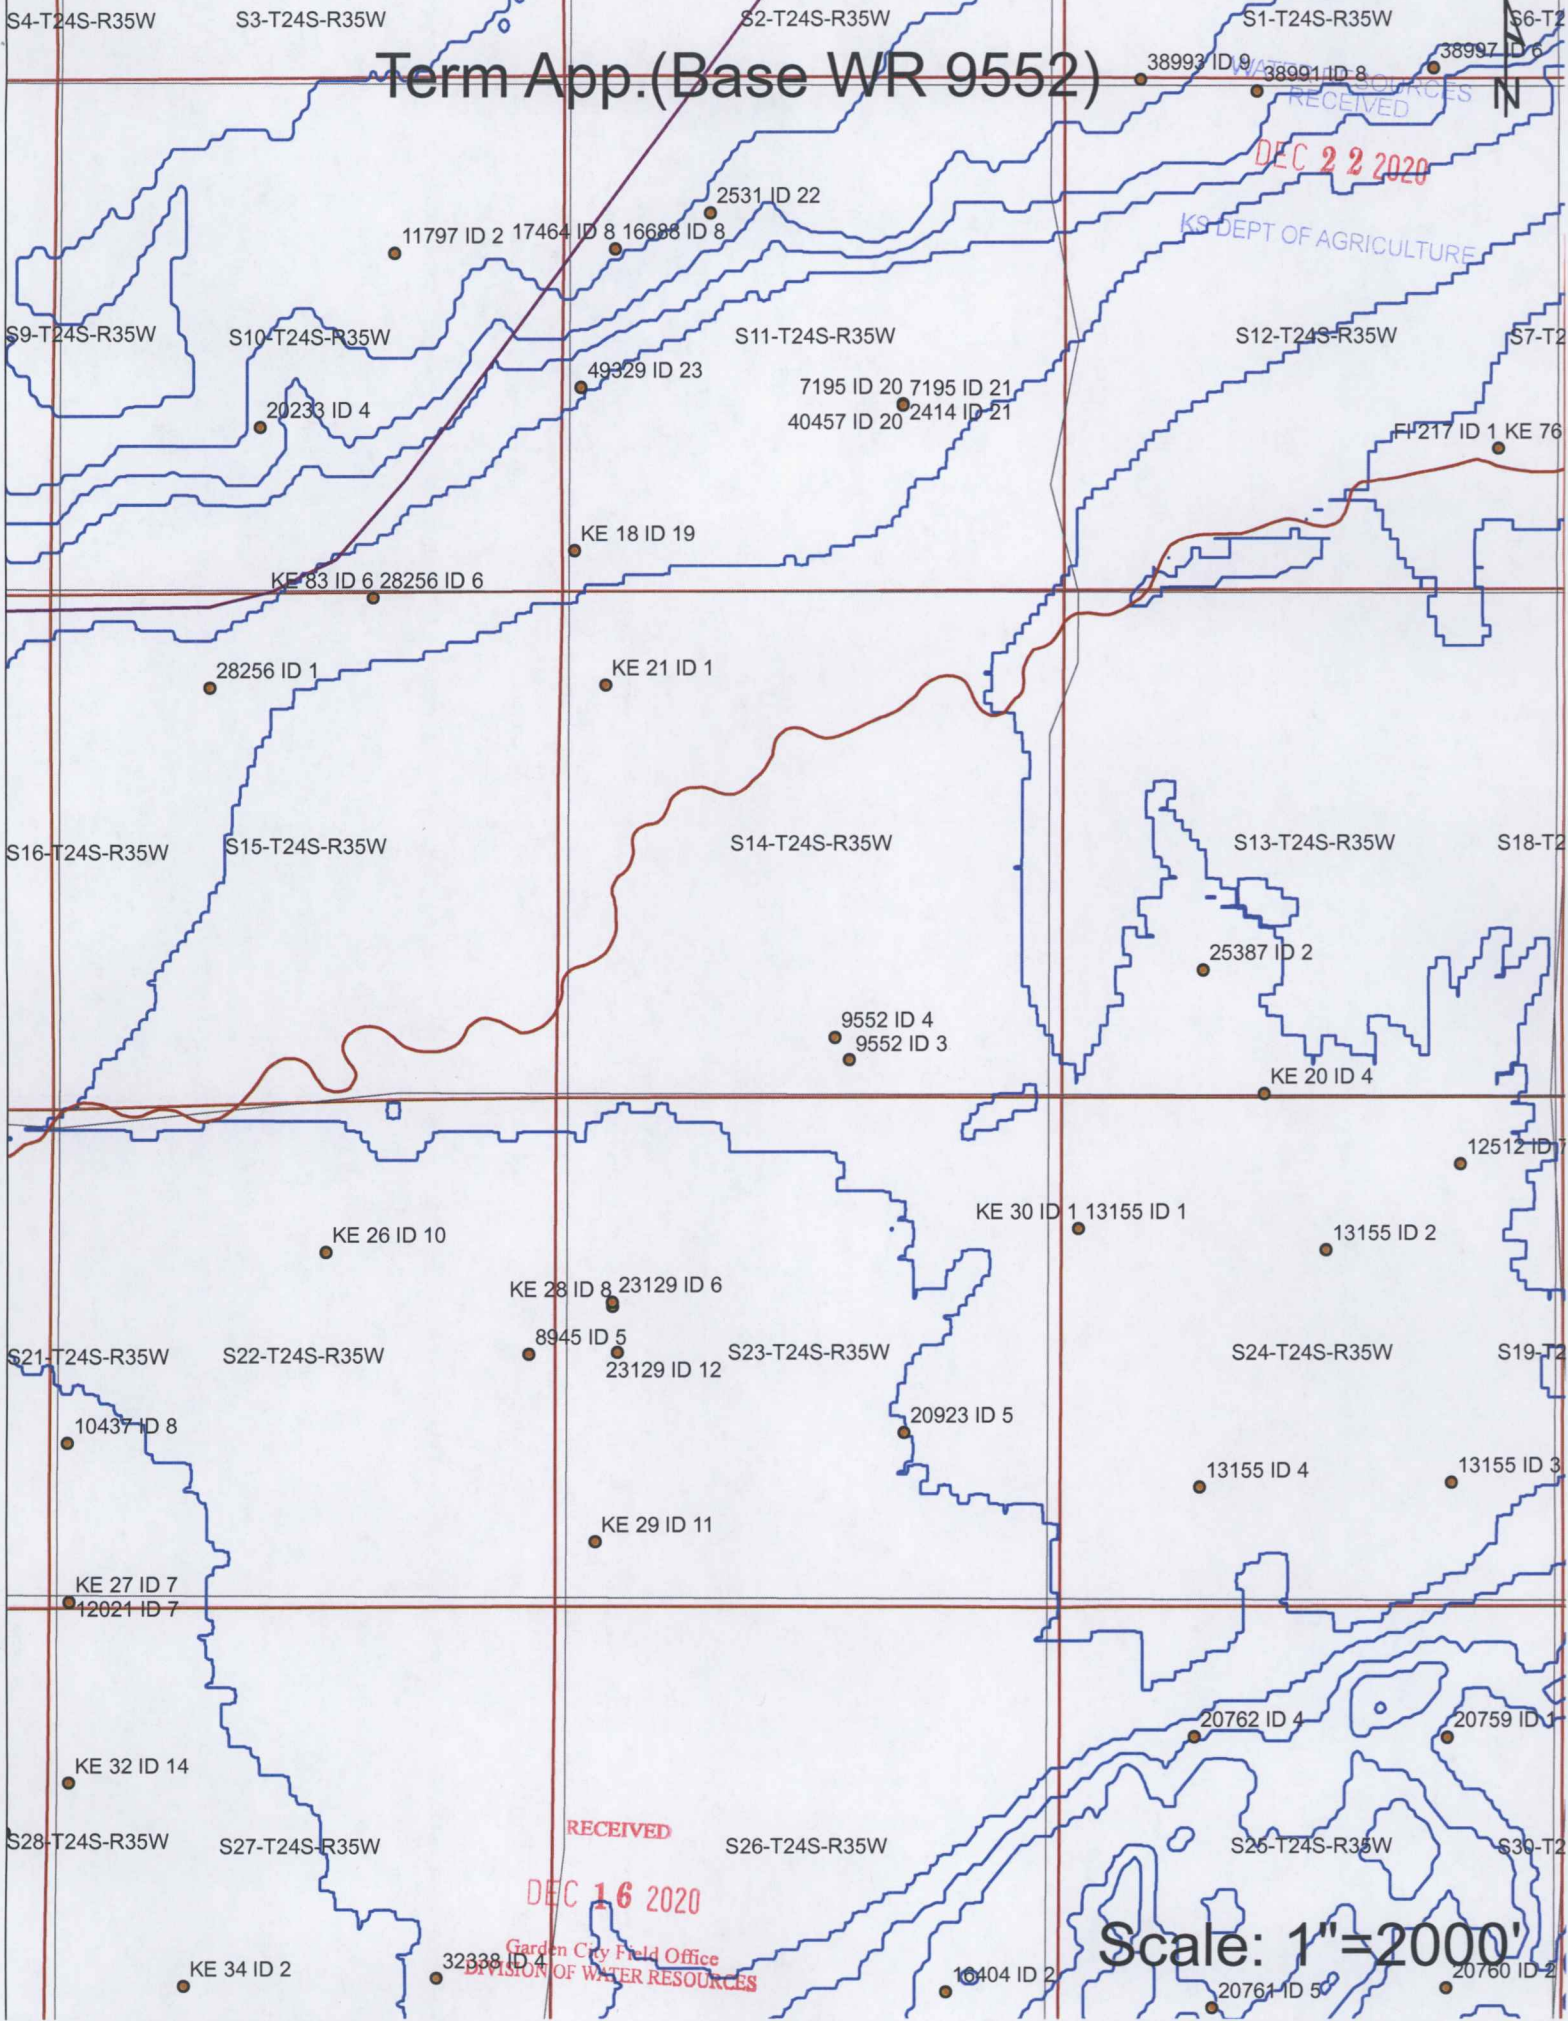 S4-T24S-R35W S3-T24S-R35W S2-T24S-R35W S1-T24S-R35W S6-T2
Term App.(Base WR 9552)
38993 ID 9 38991 ID 8 38997 ID 6
WATER RESOURCES
RECEIVED
N
DEC 22 2020
KS DEPT OF AGRICULTURE
2531 ID 22
11797 ID 2 17464 ID 8 16688 ID 8
S9-T24S-R35W S10-T24S-R35W S11-T24S-R35W S12-T24S-R35W S7-T2
49329 ID 23
7195 ID 20 7195 ID 21
40457 ID 20 2414 ID 21
20233 ID 4
FI 217 ID 1 KE 76
KE 18 ID 19
KE 83 ID 6 28256 ID 6
28256 ID 1
KE 21 ID 1
S16-T24S-R35W S15-T24S-R35W S14-T24S-R35W S13-T24S-R35W S18-T2
25387 ID 2
9552 ID 4
9552 ID 3
KE 20 ID 4
12512 ID 7
KE 30 ID 1 13155 ID 1
13155 ID 2
KE 26 ID 10
KE 28 ID 8 23129 ID 6
8945 ID 5
23129 ID 12
S21-T24S-R35W S22-T24S-R35W S23-T24S-R35W S24-T24S-R35W S19-T2
10437 ID 8
20923 ID 5
13155 ID 4
13155 ID 3
KE 29 ID 11
KE 27 ID 7
12021 ID 7
20762 ID 4
20759 ID 1
KE 32 ID 14
S28-T24S-R35W S27-T24S-R35W S26-T24S-R35W S25-T24S-R35W S30-T2
RECEIVED
DEC 16 2020
Garden City Field Office
DIVISION OF WATER RESOURCES
Scale: 1"=2000'
KE 34 ID 2
32338 ID 4
16404 ID 2
20761 ID 5
20760 ID 2